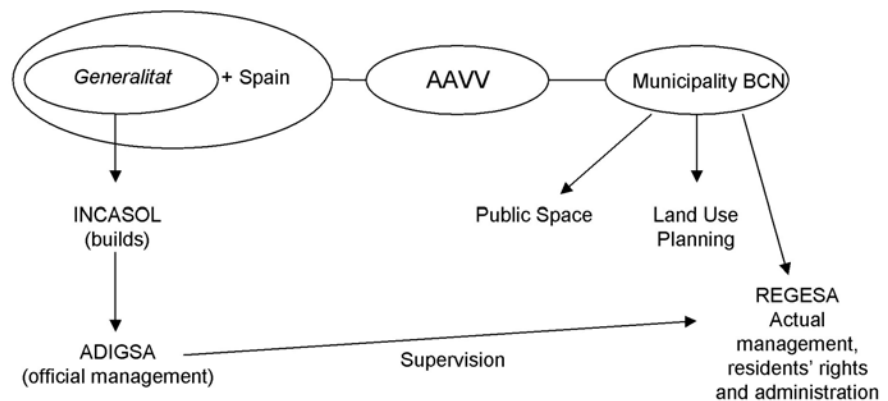 Generalitat + Spain
AAVV
Municipality BCN
INCASOL
(builds)
Public Space
Land Use
Planning
ADIGSA
(official management)
Supervision
REGESA
Actual
management,
residents' rights
and administration